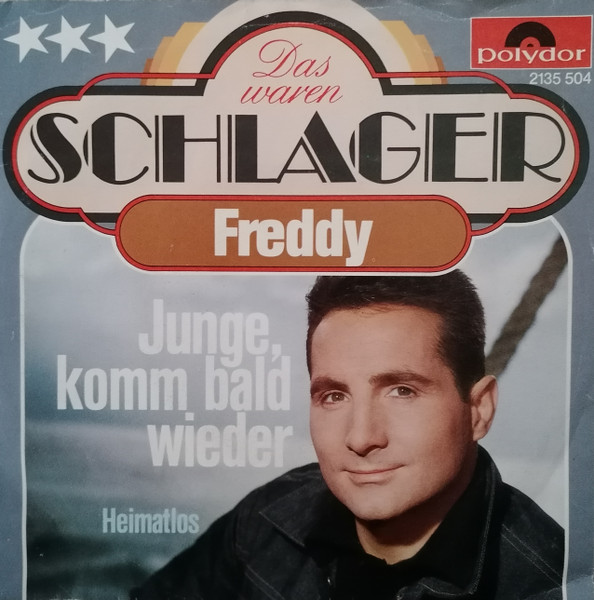 polydor
2135 504
Das
waren
SCHLAGER
Freddy
Junge,
komm bald
wieder
Heimatlos